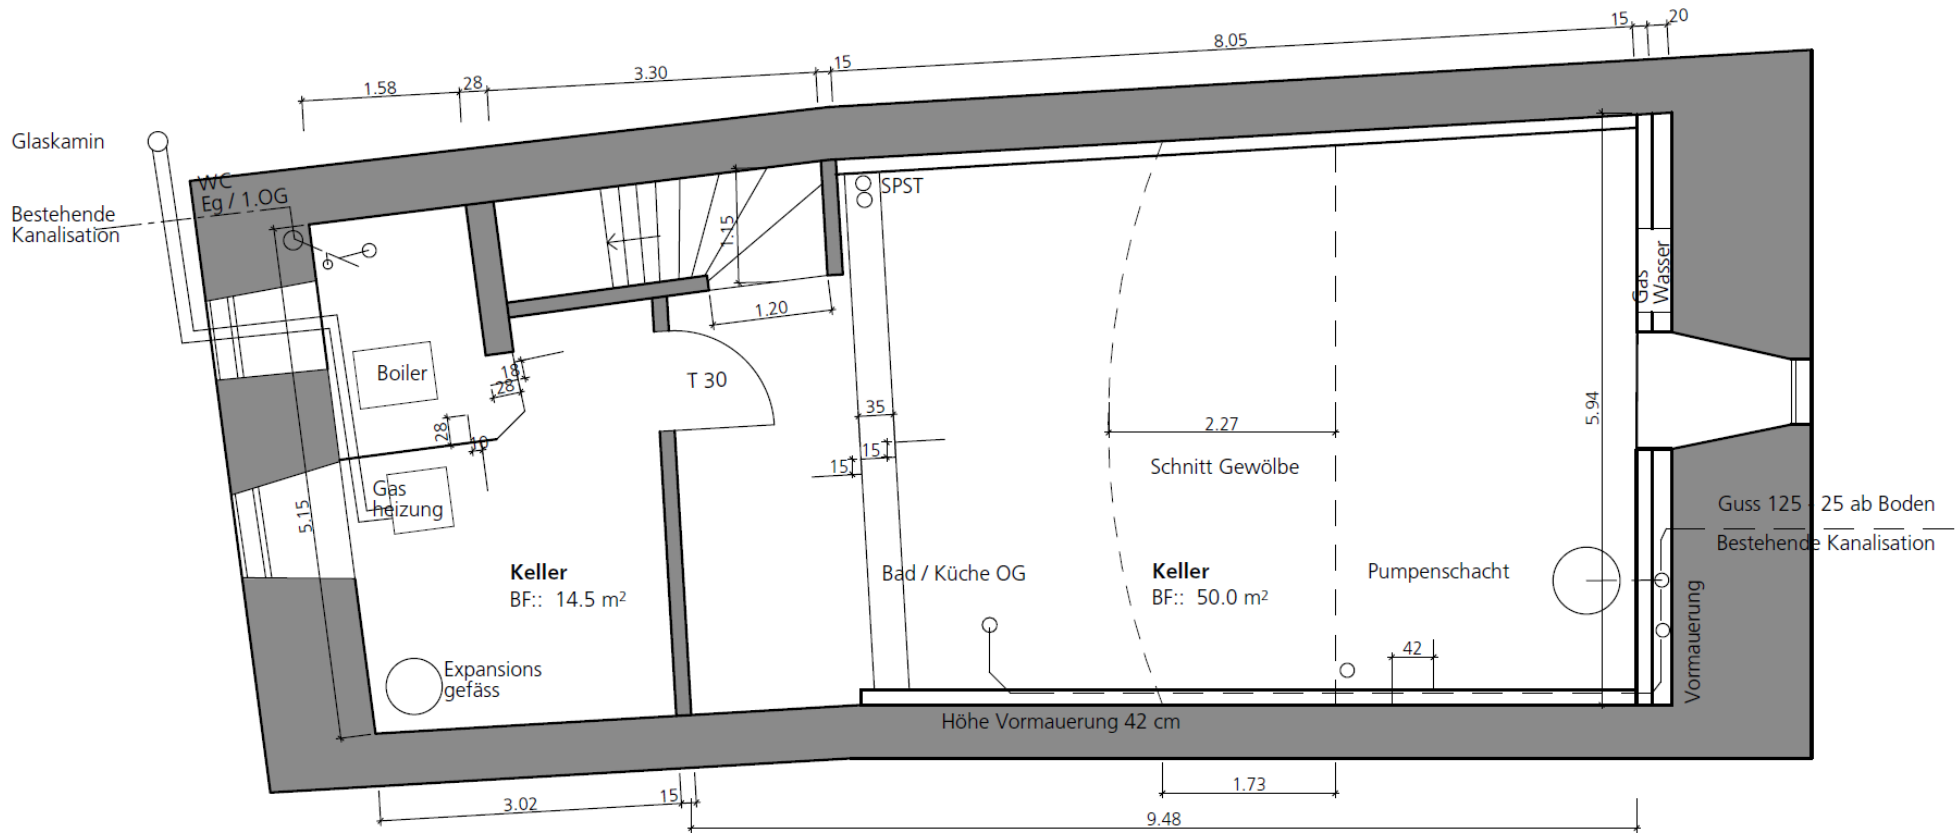 1.58
28
3.30
15
8.05
15
20
Glaskamin
WC
Eg / 1.OG
Bestehende
Kanalisation
SPST
1.15
1.20
Gas
Wasser
Boiler
18
28
T 30
28
10
35
15
15
2.27
5.94
Schnitt Gewölbe
Gas
heizung
5.15
Guss 125 - 25 ab Boden
Bestehende Kanalisation
Keller
BF:: 14.5 m²
Bad / Küche OG
Keller
BF:: 50.0 m²
Pumpenschacht
Vormauerung
Expansions
gefäss
42
Höhe Vormauerung 42 cm
3.02
15
1.73
9.48